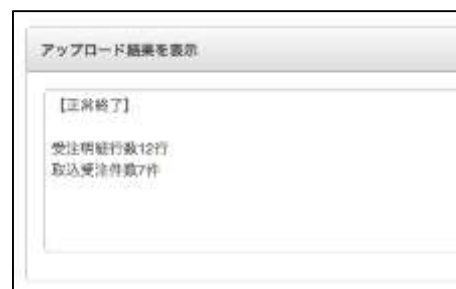 アップロード結果を表示
【正常終了】
受注明細行数12行
取込受注件数7件